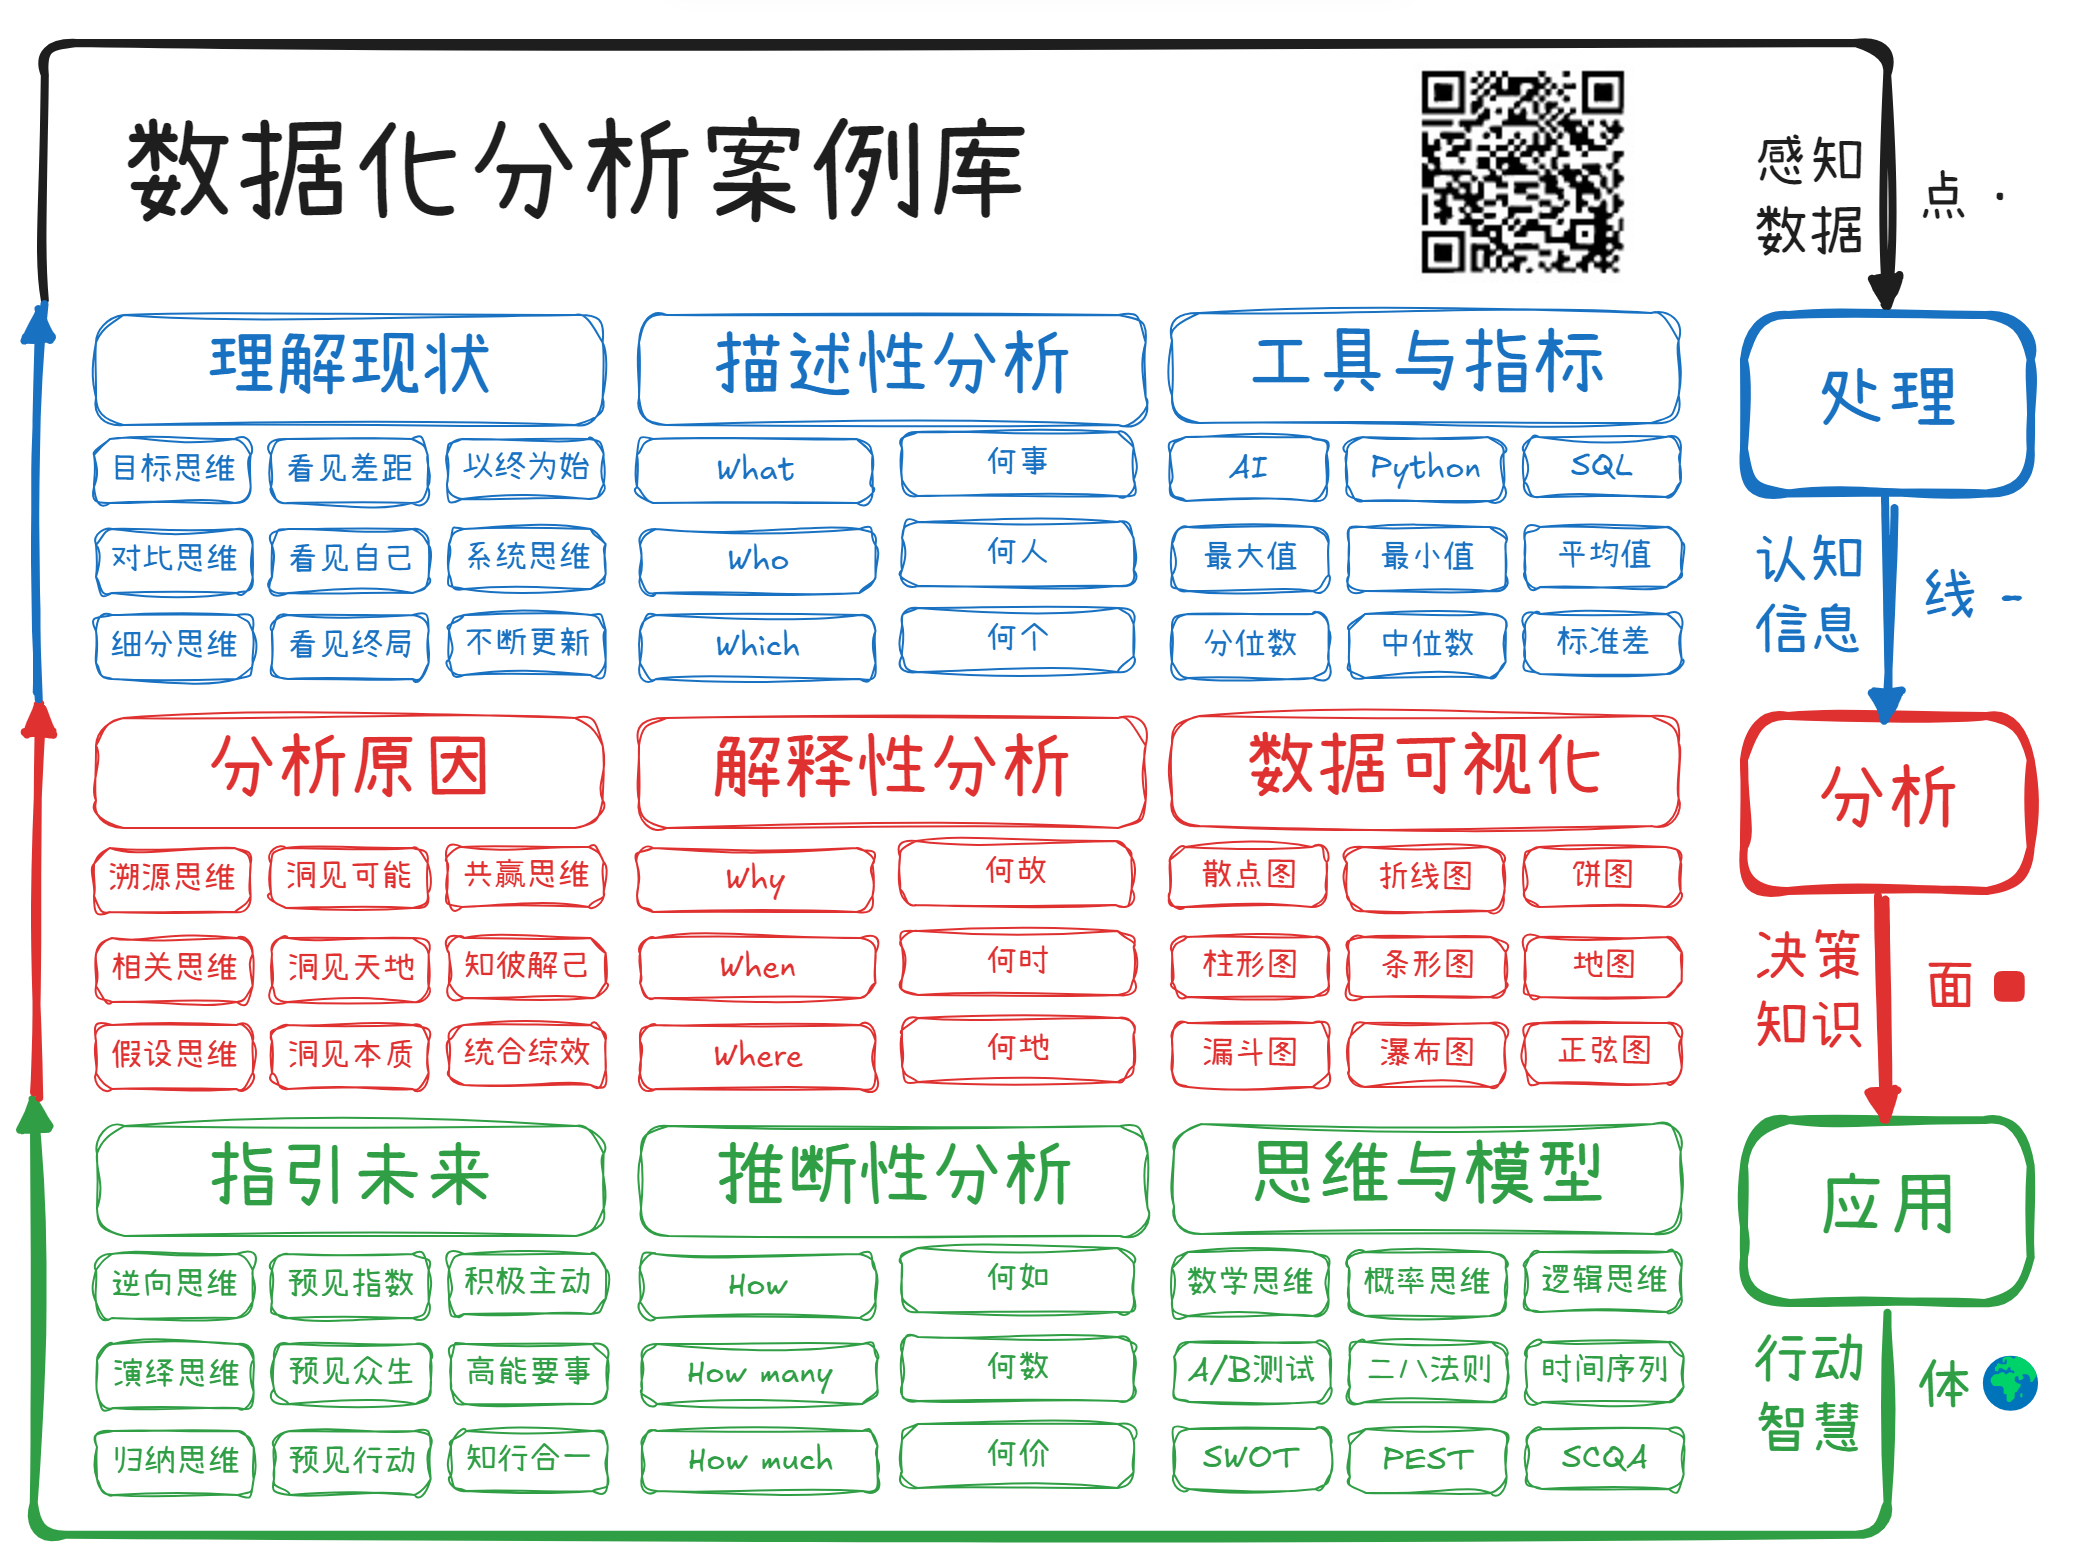 数据化分析案例库
感知
数据
点 ·
理解现状 描述性分析 工具与指标 处理
目标思维 看见差距 以终为始 What 何事 AI Python SQL
对比思维 看见自己 系统思维 Who 何人 最大值 最小值 平均值
细分思维 看见终局 不断更新 Which 何个 分位数 中位数 标准差
认知
信息
线 -
分析原因 解释性分析 数据可视化 分析
溯源思维 洞见可能 共赢思维 Why 何故 散点图 折线图 饼图
相关思维 洞见天地 知彼解己 When 何时 柱形图 条形图 地图
假设思维 洞见本质 统合综效 Where 何地 漏斗图 瀑布图 正弦图
决策
知识
面
指引未来 推断性分析 思维与模型 应用
逆向思维 预见指数 积极主动 How 何如 数学思维 概率思维 逻辑思维
演绎思维 预见众生 高能要事 How many 何数 A/B测试 二八法则 时间序列
归纳思维 预见行动 知行合一 How much 何价 SWOT PEST SCQA
行动
智慧
体